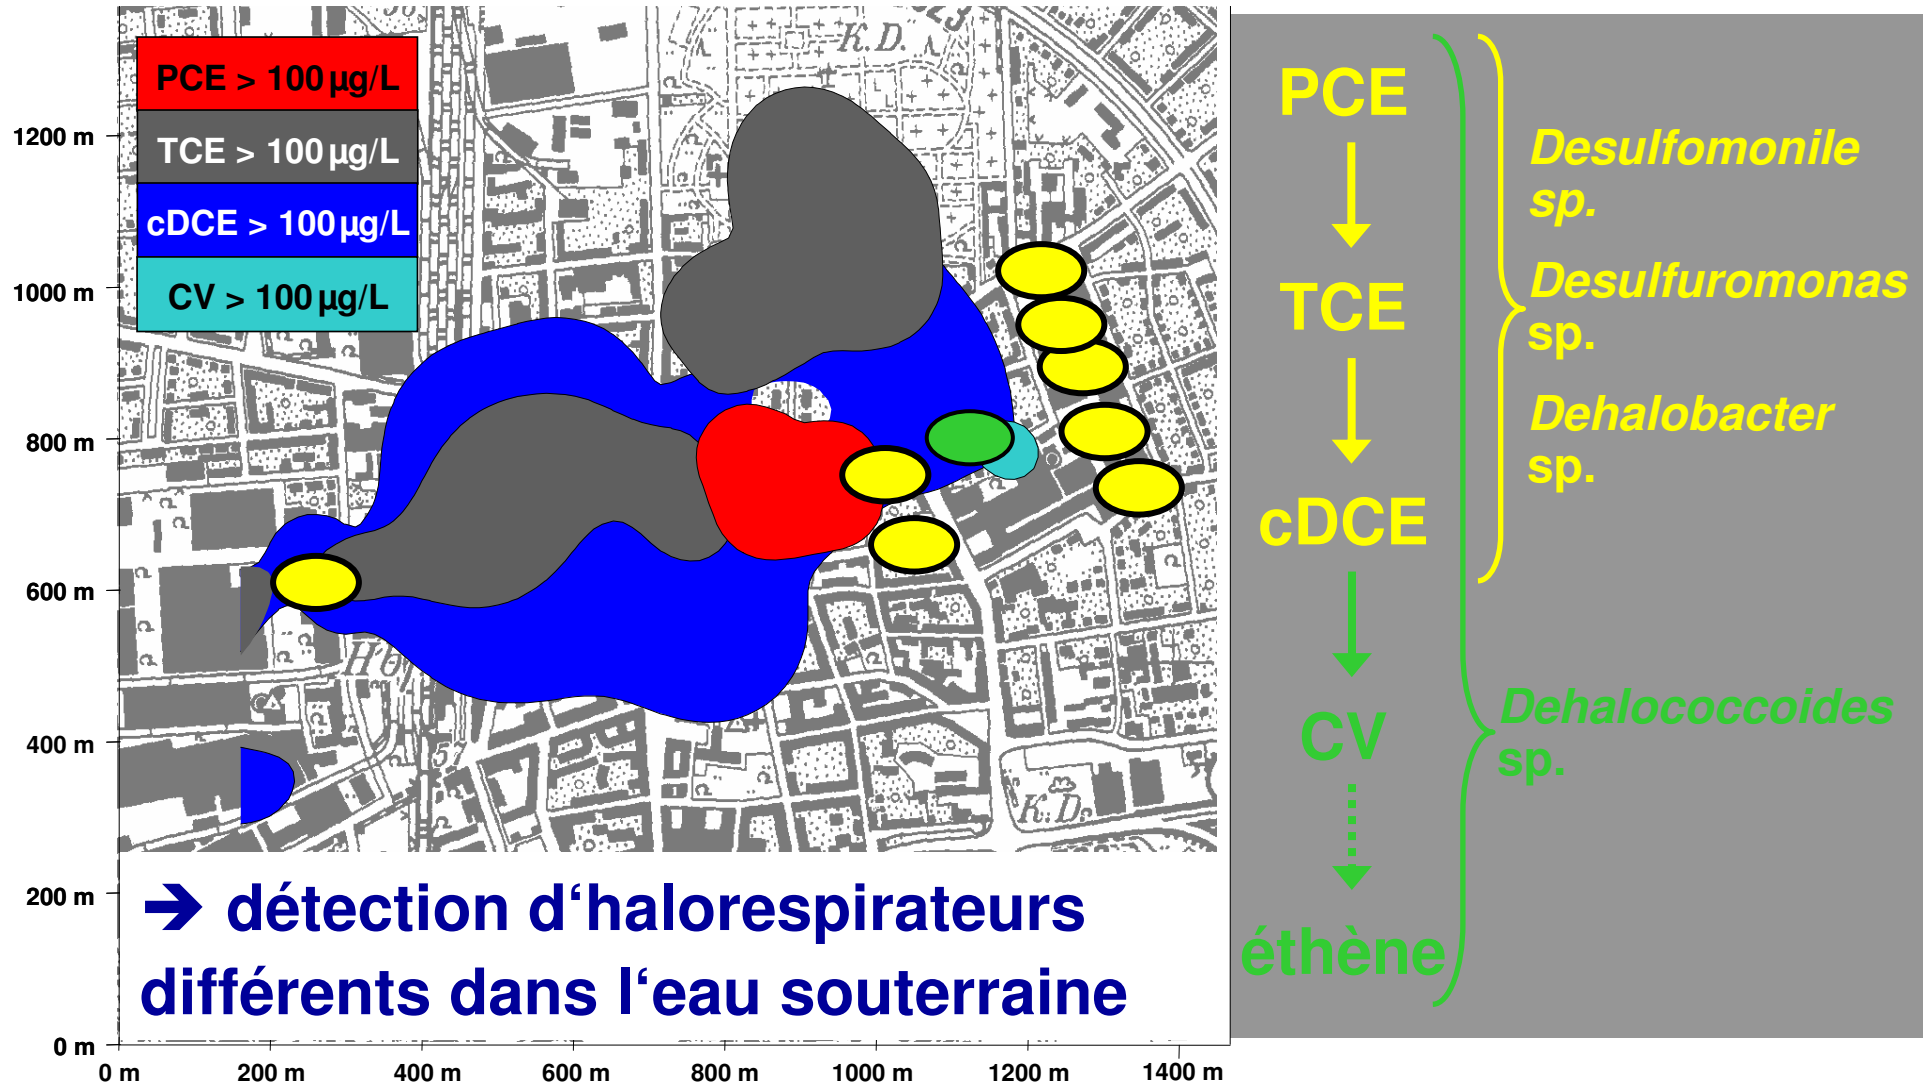 PCE > 100 µg/L
TCE > 100 µg/L
cDCE > 100 µg/L
CV > 100 µg/L
1200 m
1000 m
800 m
600 m
400 m
200 m
0 m
0 m
200 m
400 m
600 m
800 m
1000 m
1200 m
1400 m
K.D.
57
K.D.
➔ détection d‘halorespirateurs
différents dans l‘eau souterraine
PCE
TCE
cDCE
CV
éthène
Desulfomonile
sp.
Desulfuromonas
sp.
Dehalobacter
sp.
Dehalococcoides
sp.